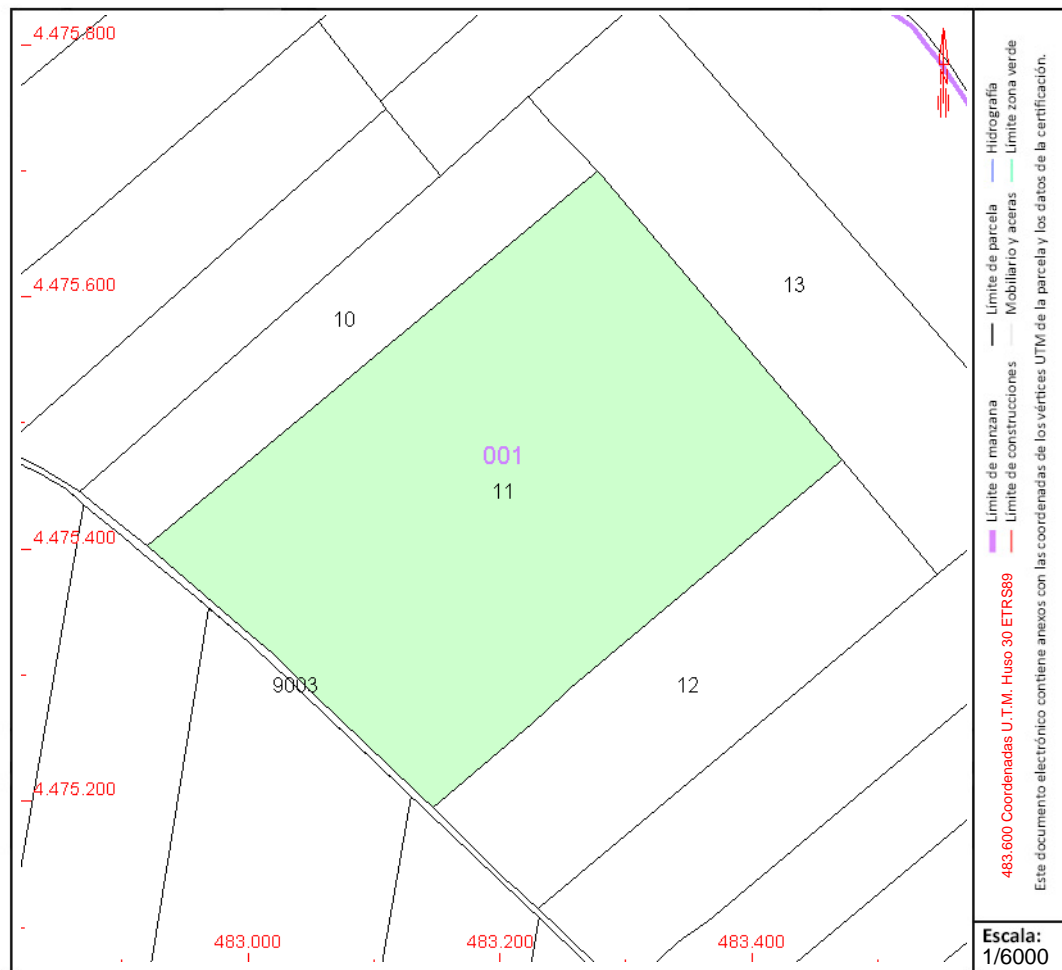 4.475.800
4.475.600
4.475.400
4.475.200
483.000
483.200
483.400
10
13
001
11
9003
12
483.600 Coordenadas U.T.M. Huso 30 ETRS89
Límite de manzana
Límite de parcela
Hidrografía
Límite de construcciones
Mobiliario y aceras
Límite zona verde
Este documento electrónico contiene anexos con las coordenadas de los vértices UTM de la parcela y los datos de la certificación.
Escala:
1/6000